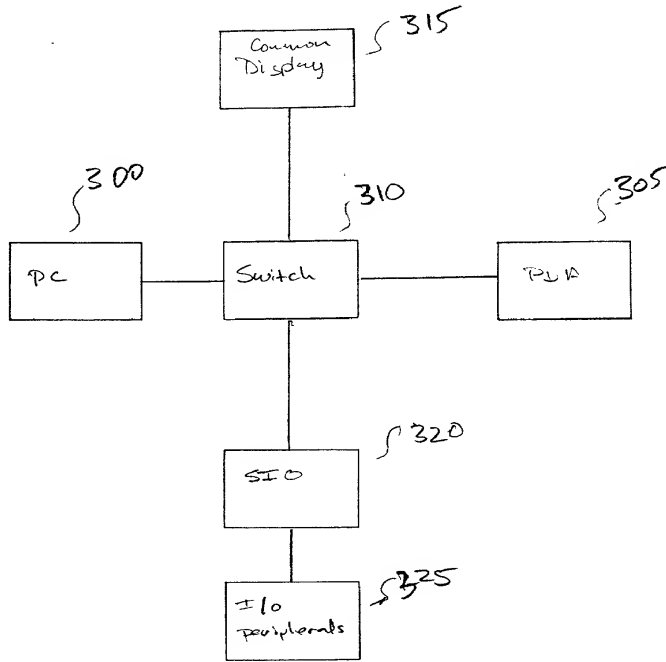 Common
Display
315
300
310
305
PC
Switch
PDA
320
SIO
325
I/O
peripherals